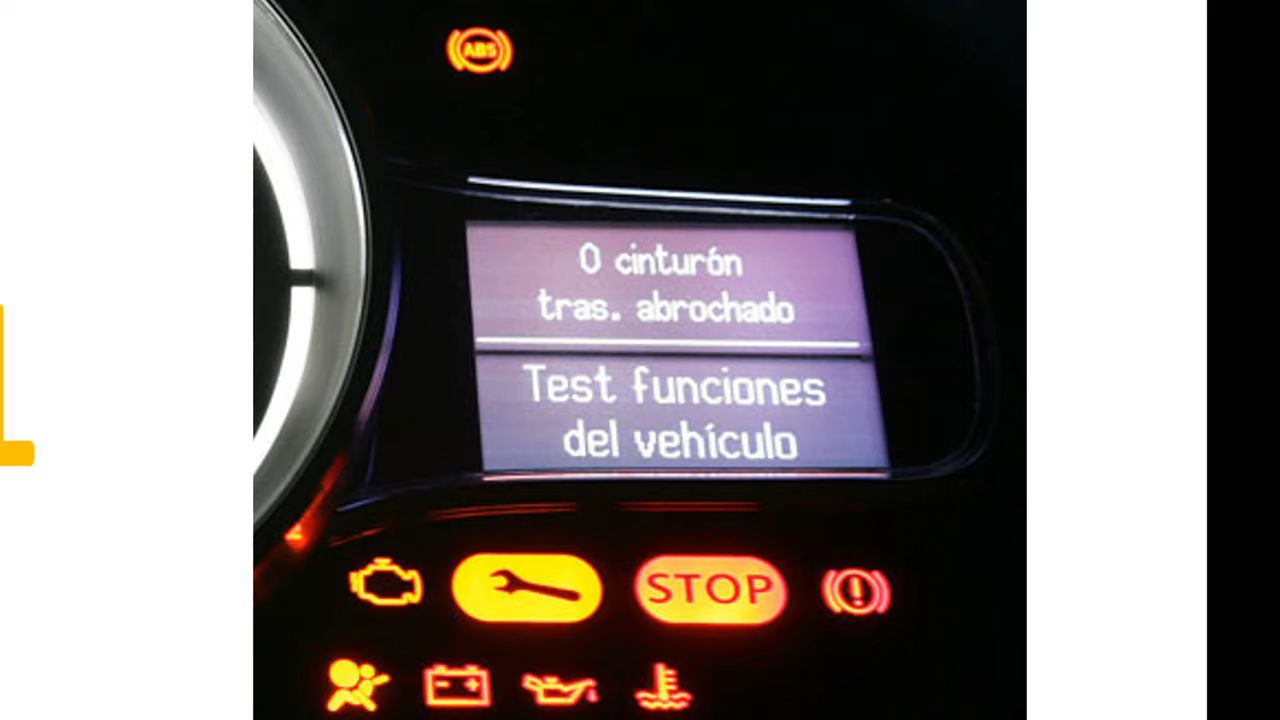 ABS
0 cinturón
tras. abrochado
Test funciones
del vehículo
STOP